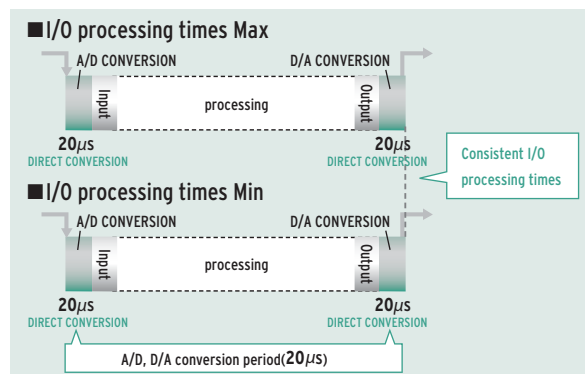 ■I/O processing times Max
A/D CONVERSION
D/A CONVERSION
Input
processing
Output
20μs
20μs
DIRECT CONVERSION
DIRECT CONVERSION
Consistent I/O
processing times
■I/O processing times Min
A/D CONVERSION
D/A CONVERSION
Input
processing
Output
20μs
20μs
DIRECT CONVERSION
DIRECT CONVERSION
A/D, D/A conversion period(20μs)